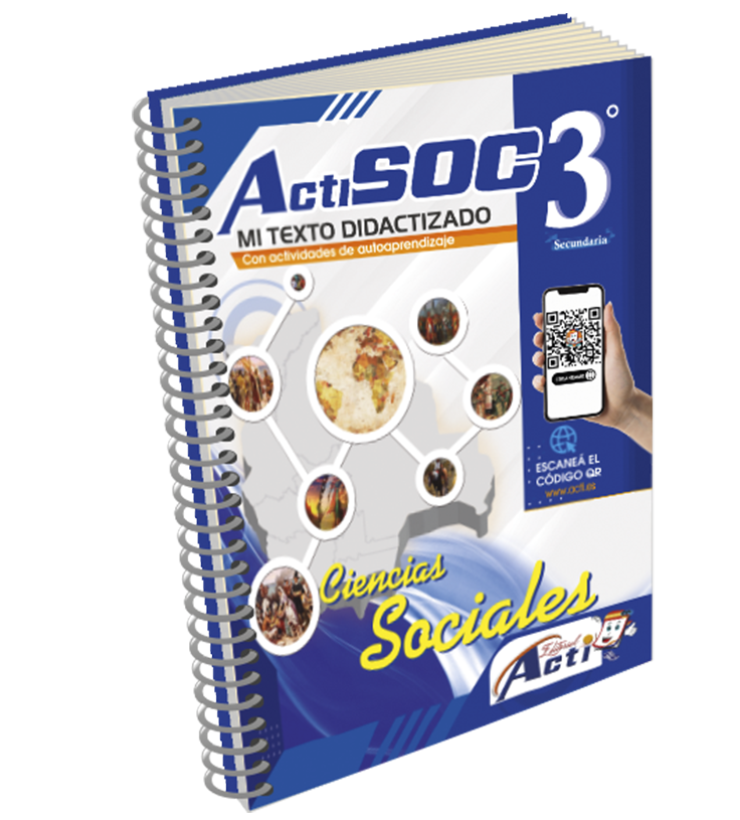 ActiSOC 3°
MI TEXTO DIDACTIZADO
Con actividades de autoaprendizaje
Secundaria
ESCANEÁ EL
CÓDIGO QR
www.acti.es
Ciencias
Sociales
Editorial
Acti